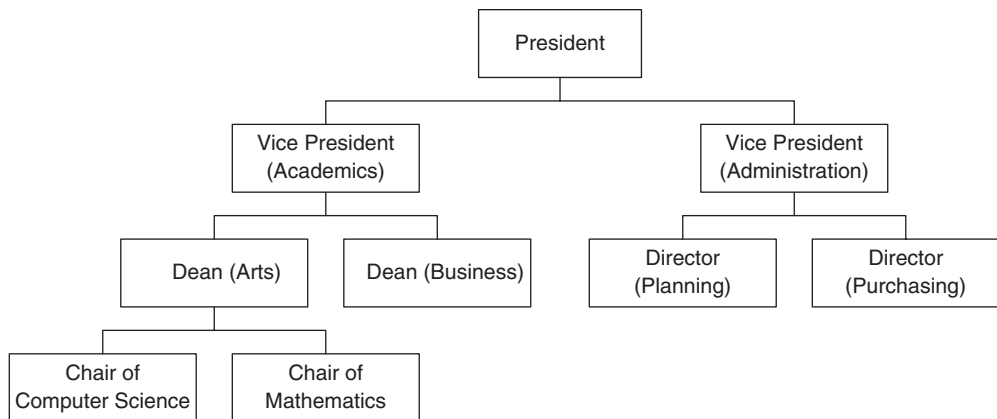 President
Vice President
(Academics)
Vice President
(Administration)
Dean (Arts)
Dean (Business)
Director
(Planning)
Director
(Purchasing)
Chair of
Computer Science
Chair of
Mathematics